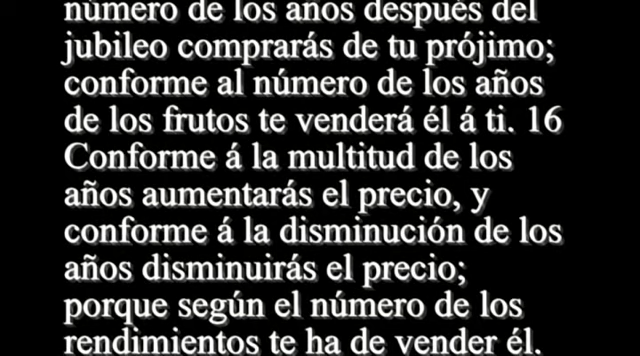 número de los años después del
jubileo comprarás de tu prójimo;
conforme al número de los años
de los frutos te venderá él á ti. 16
Conforme á la multitud de los
años aumentarás el precio, y
conforme á la disminución de los
años disminuirás el precio;
porque según el número de los
rendimientos te ha de vender él.